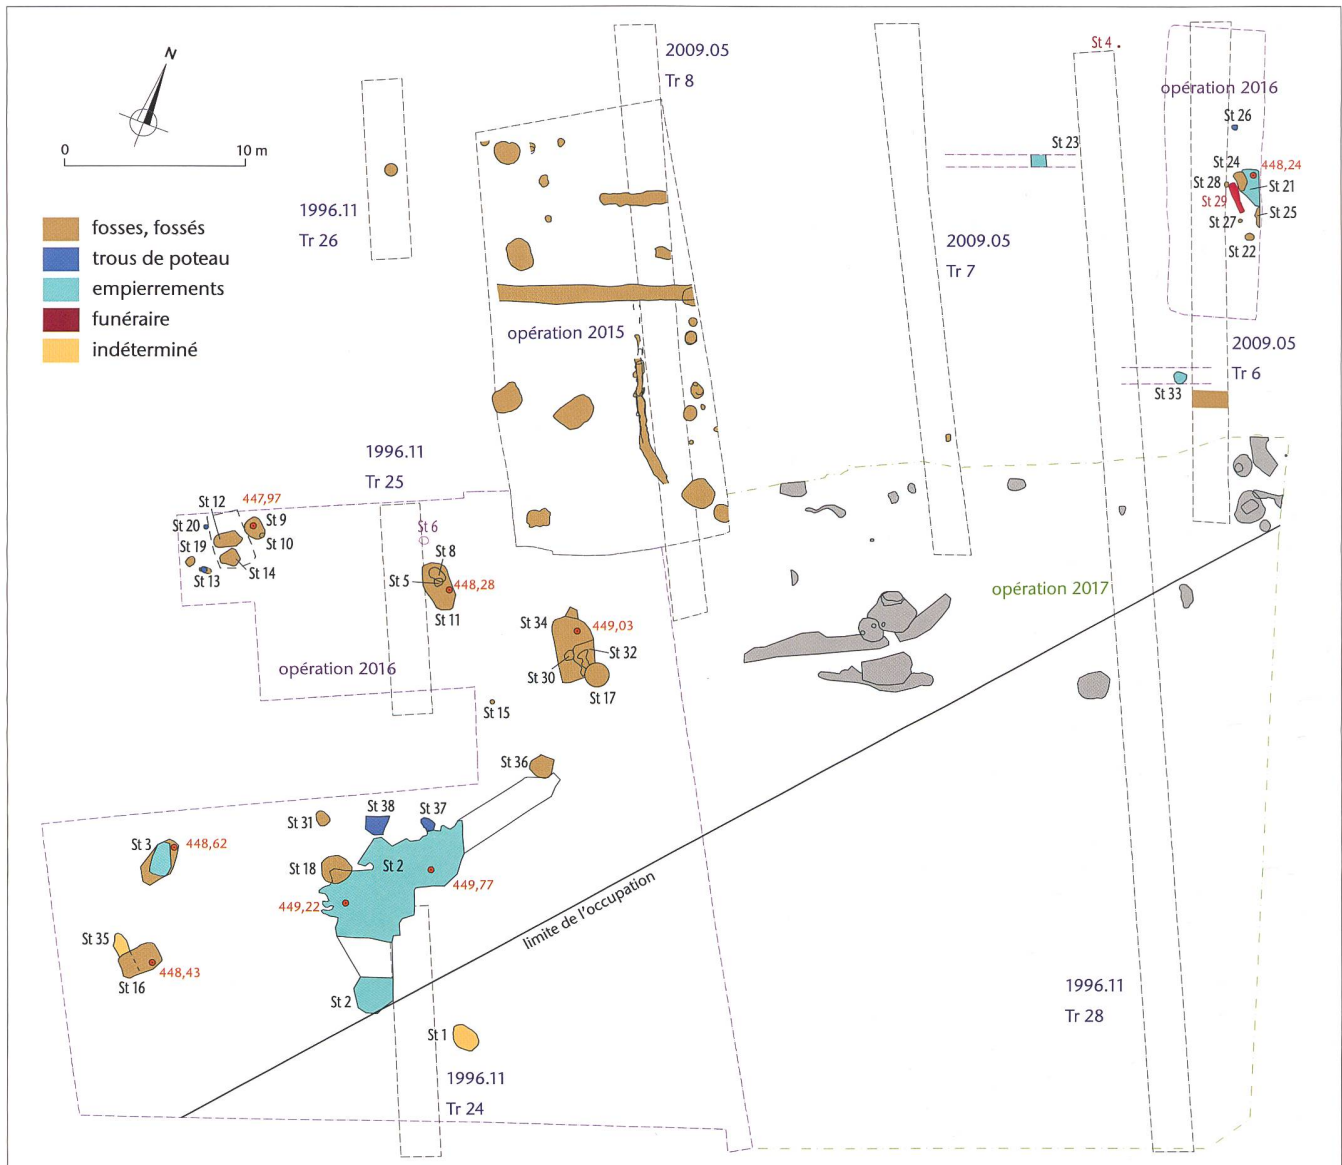 N
0
10 m
fosses, fossés
trous de poteau
empierrements
funéraire
indéterminé
1996.11
Tr 26
2009.05
Tr 8
opération 2015
2009.05
Tr 7
St 4
opération 2016
St 26
St 23
St 24
448,24
St 28
St 21
St 29
St 25
St 27
St 22
2009.05
Tr 6
St 33
1996.11
Tr 25
St 12
447,97
St 20
St 9
St 10
St 19
St 13
St 14
St 6
St 8
St 5
448,28
St 11
opération 2016
St 34
449,03
St 32
St 30
St 17
St 15
opération 2017
St 36
St 31
St 38
St 37
St 3
448,62
St 18
St 2
449,77
449,22
St 35
448,43
St 16
St 2
St 1
limite de l'occupation
1996.11
Tr 24
1996.11
Tr 28